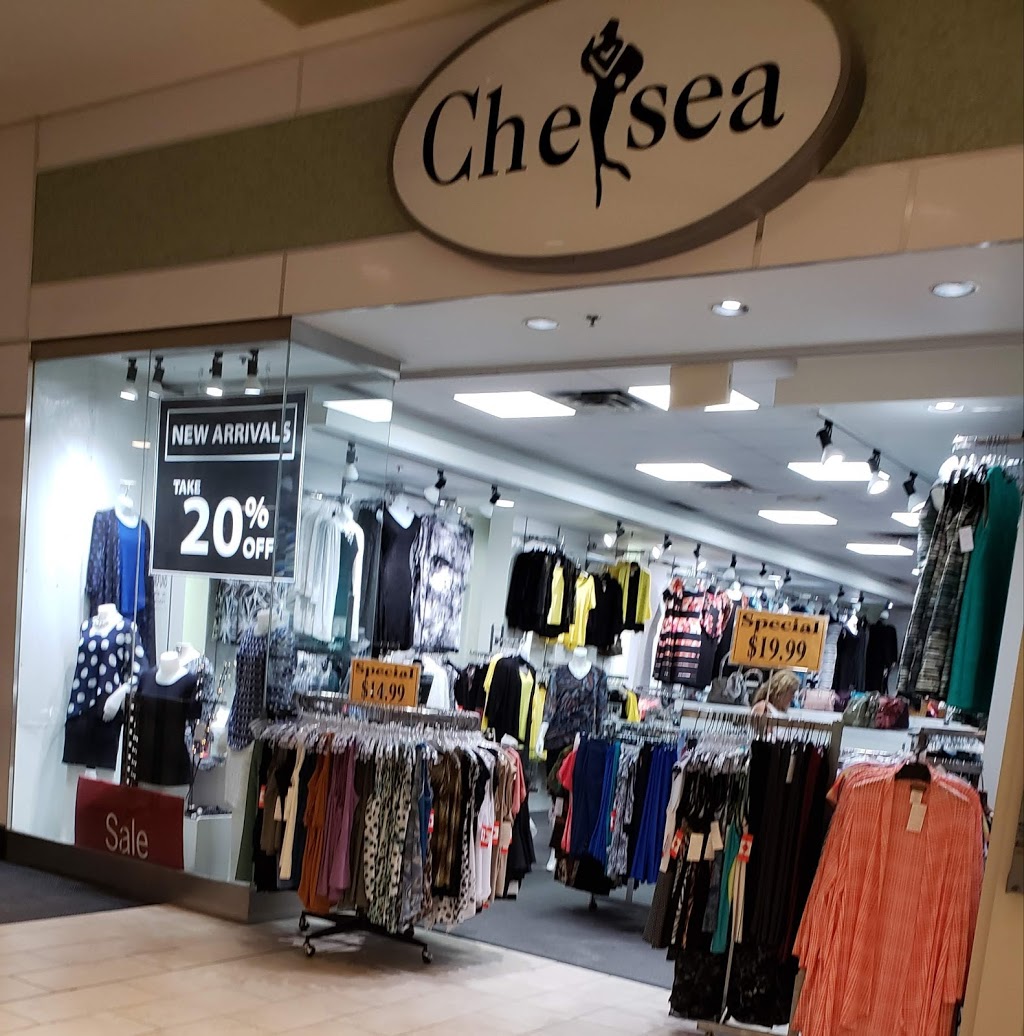 Chelsea
NEW ARRIVALS
TAKE
20% OFF
Special
$14.99
Special
$19.99
Sale